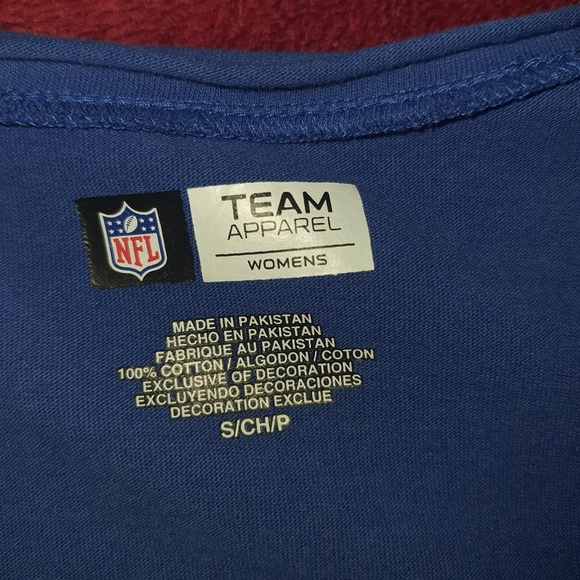 NFL
TEAM
APPAREL
WOMENS
MADE IN PAKISTAN
HECHO EN PAKISTAN
FABRIQUE AU PAKISTAN
100% COTTON / ALGODON / COTON
EXCLUSIVE OF DECORATION
EXCLUYENDO DECORACIONES
DECORATION EXCLUE
S/CH/P